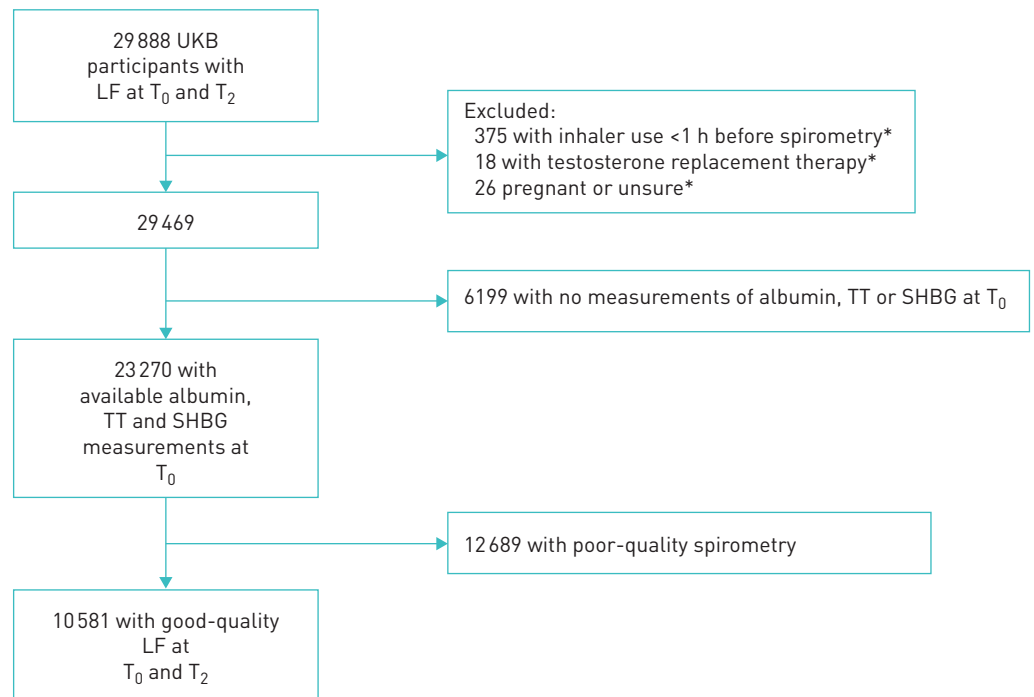 29 888 UKB
participants with
LF at T₀ and T₂
Excluded:
375 with inhaler use <1 h before spirometry*
18 with testosterone replacement therapy*
26 pregnant or unsure*
29 469
6199 with no measurements of albumin, TT or SHBG at T₀
23 270 with
available albumin,
TT and SHBG
measurements at
T₀
12 689 with poor-quality spirometry
10 581 with good-quality
LF at
T₀ and T₂